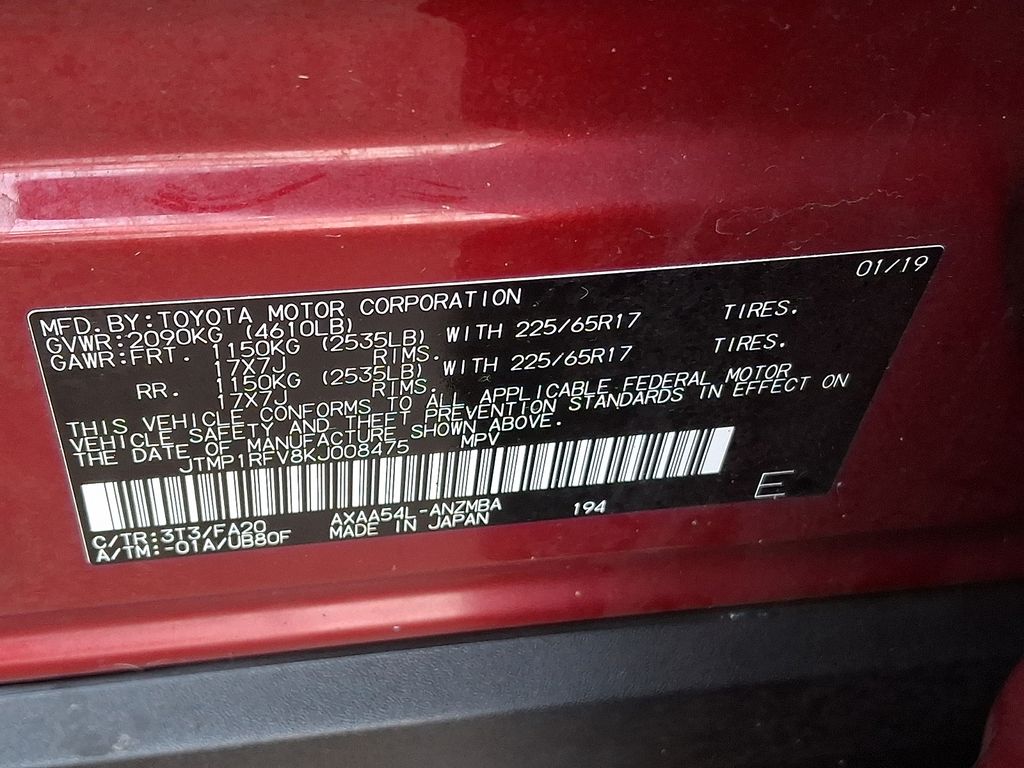 01/19
MFD. BY: TOYOTA MOTOR CORPORATION
GVWR: 2090KG (4610LB)
GAWR: FRT. 1150KG (2535LB) WITH 225/65R17 TIRES.
17X7J RIMS.
RR. 1150KG (2535LB) WITH 225/65R17 TIRES.
17X7J RIMS.
THIS VEHICLE CONFORMS TO ALL APPLICABLE FEDERAL MOTOR
VEHICLE SAFETY AND THEFT PREVENTION STANDARDS IN EFFECT ON
THE DATE OF MANUFACTURE SHOWN ABOVE.
JTMP1RFV8KJ008475 MPV
C/TR: 3T3/FA20 AXAA54L-ANZMBA 194
A/TM: -01A/UB80F MADE IN JAPAN